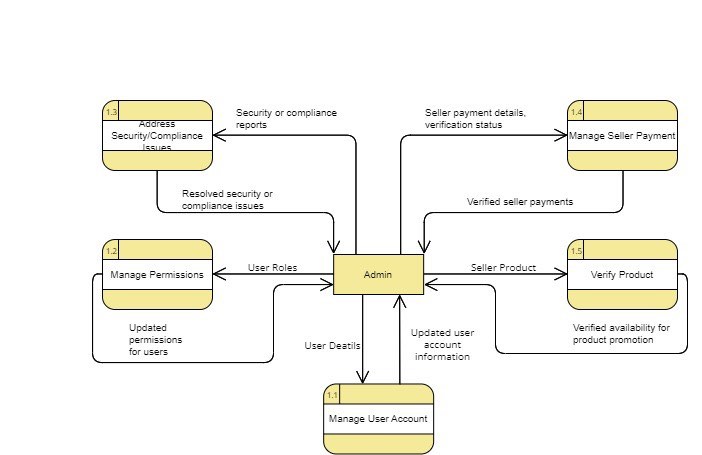 1.3
Address
Security/Compliance
Issues
Security or compliance
reports
Seller payment details,
verification status
1.4
Manage Seller Payment
Resolved security or
compliance issues
Verified seller payments
1.2
Manage Permissions
User Roles
Admin
Seller Product
1.5
Verify Product
Updated
permissions
for users
User Deatils
Updated user
account
information
Verified availability for
product promotion
1.1
Manage User Account